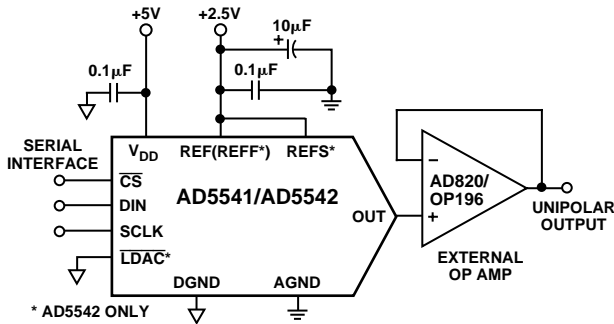 +5V
+2.5V
10μF
+
0.1μF
0.1μF
SERIAL
INTERFACE
VDD
REF(REFF*)
REFS*
CS
DIN
SCLK
LDAC*
AD5541/AD5542
OUT
DGND
AGND
* AD5542 ONLY
–
+
AD820/
OP196
UNIPOLAR
OUTPUT
EXTERNAL
OP AMP